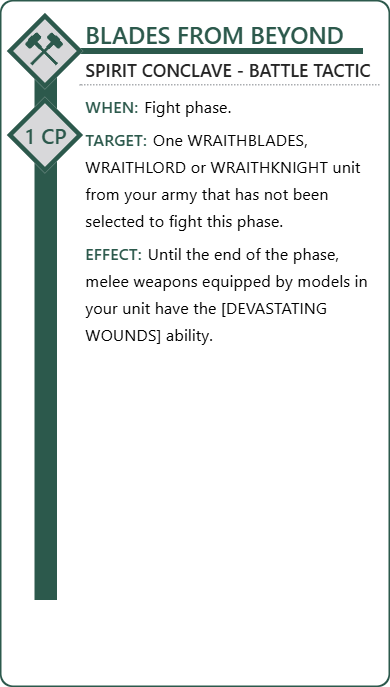 BLADES FROM BEYOND
SPIRIT CONCLAVE - BATTLE TACTIC
WHEN: Fight phase.
1 CP
TARGET: One WRAITHBLADES,
WRAITHLORD or WRAITHKNIGHT unit
from your army that has not been
selected to fight this phase.
EFFECT: Until the end of the phase,
melee weapons equipped by models in
your unit have the [DEVASTATING
WOUNDS] ability.